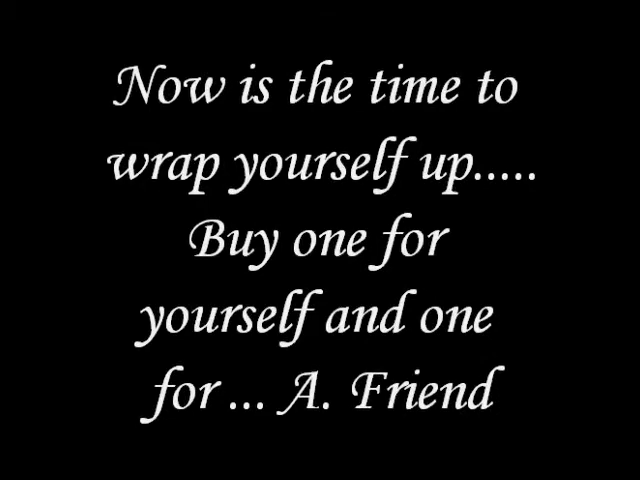 Now is the time to
wrap yourself up.....
Buy one for
yourself and one
for ... A. Friend